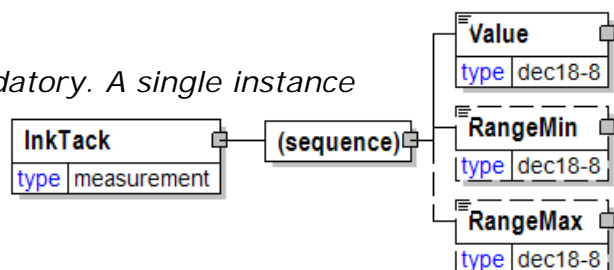 Value
type dec18-8
datory. A single instance
InkTack
type measurement
(sequence)
RangeMin
type dec18-8
RangeMax
type dec18-8